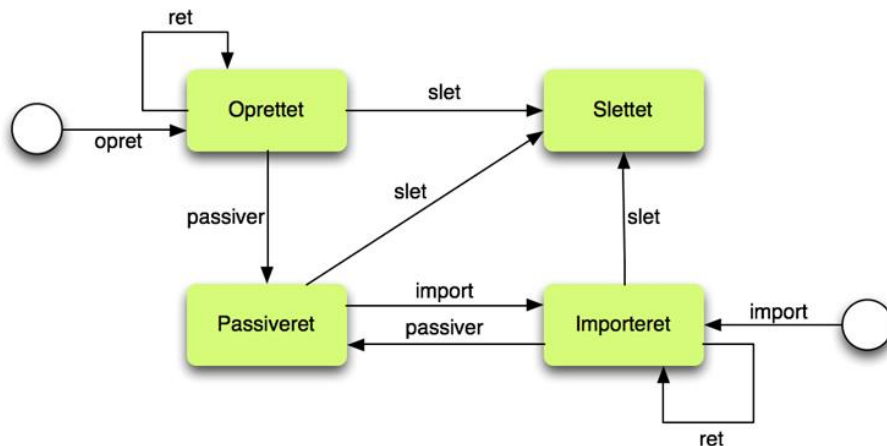 ret
Oprettet
slet
Slettet
opret
passiver
slet
slet
Passiveret
import
passiver
Importeret
import
ret